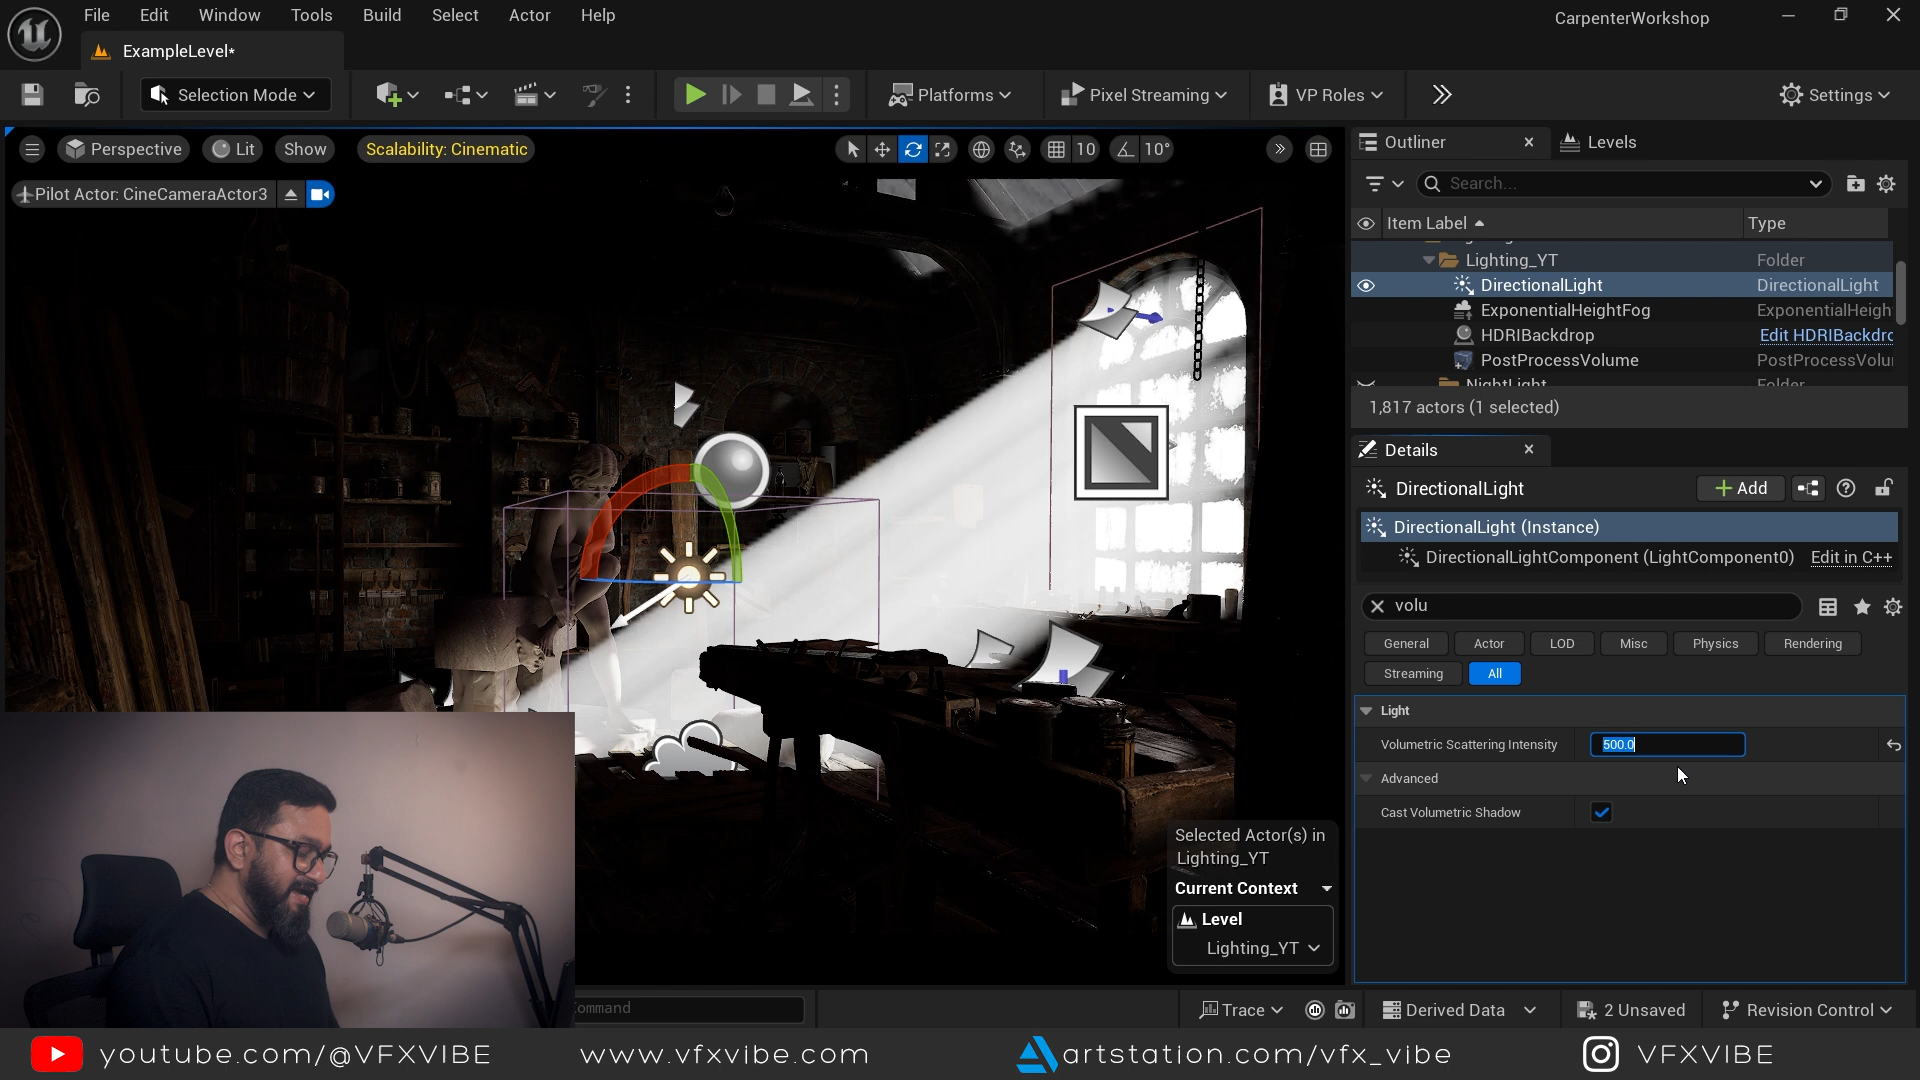 File Edit Window Tools Build Select Actor Help
CarpenterWorkshop
ExampleLevel*
Selection Mode
Platforms
Pixel Streaming
VP Roles
Settings
Perspective
Lit
Show
Scalability: Cinematic
10
10°
Pilot Actor: CineCameraActor3
Outliner
Levels
Search...
Item Label
Type
Lighting_YT
Folder
DirectionalLight
DirectionalLight
ExponentialHeightFog
ExponentialHeigh
HDRIBackdrop
Edit HDRIBackdro
PostProcessVolume
PostProcessVolu
NightLight
Folder
1,817 actors (1 selected)
Details
DirectionalLight
Add
DirectionalLight (Instance)
DirectionalLightComponent (LightComponent0)
Edit in C++
volu
General
Actor
LOD
Misc
Physics
Rendering
Streaming
All
Light
Volumetric Scattering Intensity
500.0
Advanced
Cast Volumetric Shadow
Selected Actor(s) in
Lighting_YT
Current Context
Level
Lighting_YT
ommand
Trace
Derived Data
2 Unsaved
Revision Control
youtube.com/@VFXVIBE
www.vfxvibe.com
artstation.com/vfx_vibe
VFXVIBE